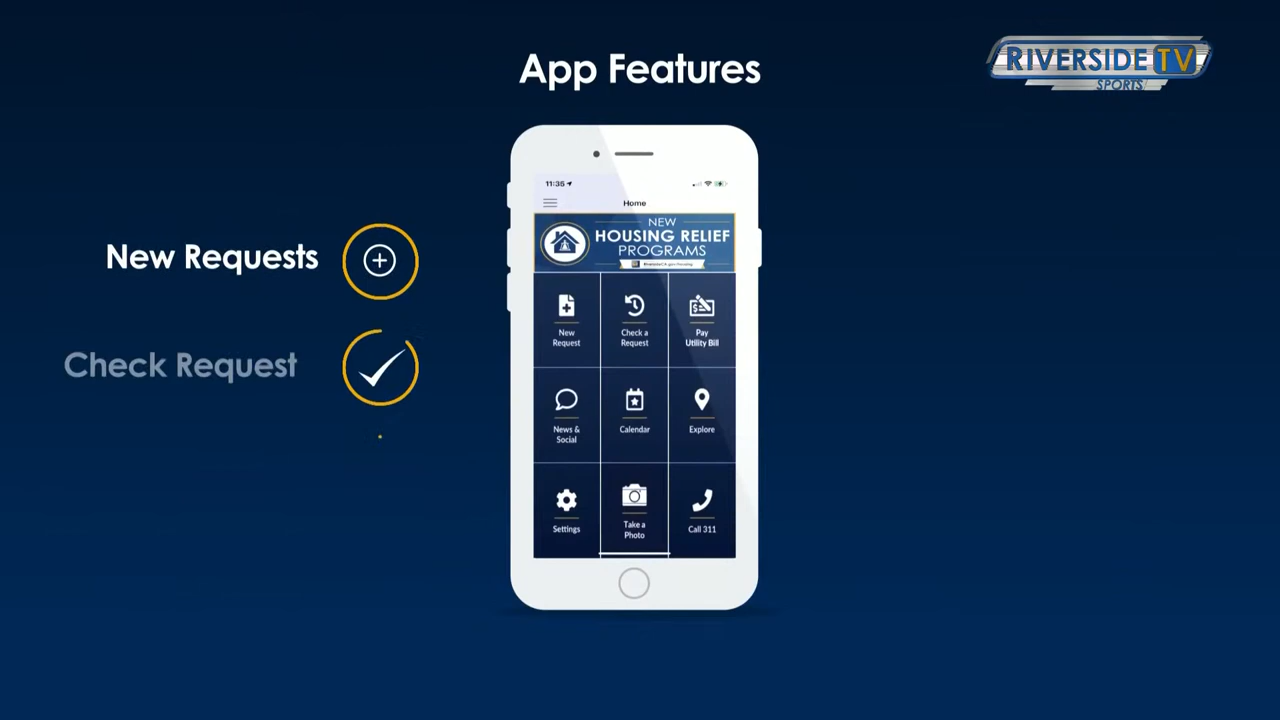 App Features
RIVERSIDE TV
SPORTS
New Requests
Check Request
11:35
Home
NEW
HOUSING RELIEF
PROGRAMS
New
Request
Check a
Request
Pay
Utility Bill
News &
Social
Calendar
Explore
Settings
Take a
Photo
Call 311